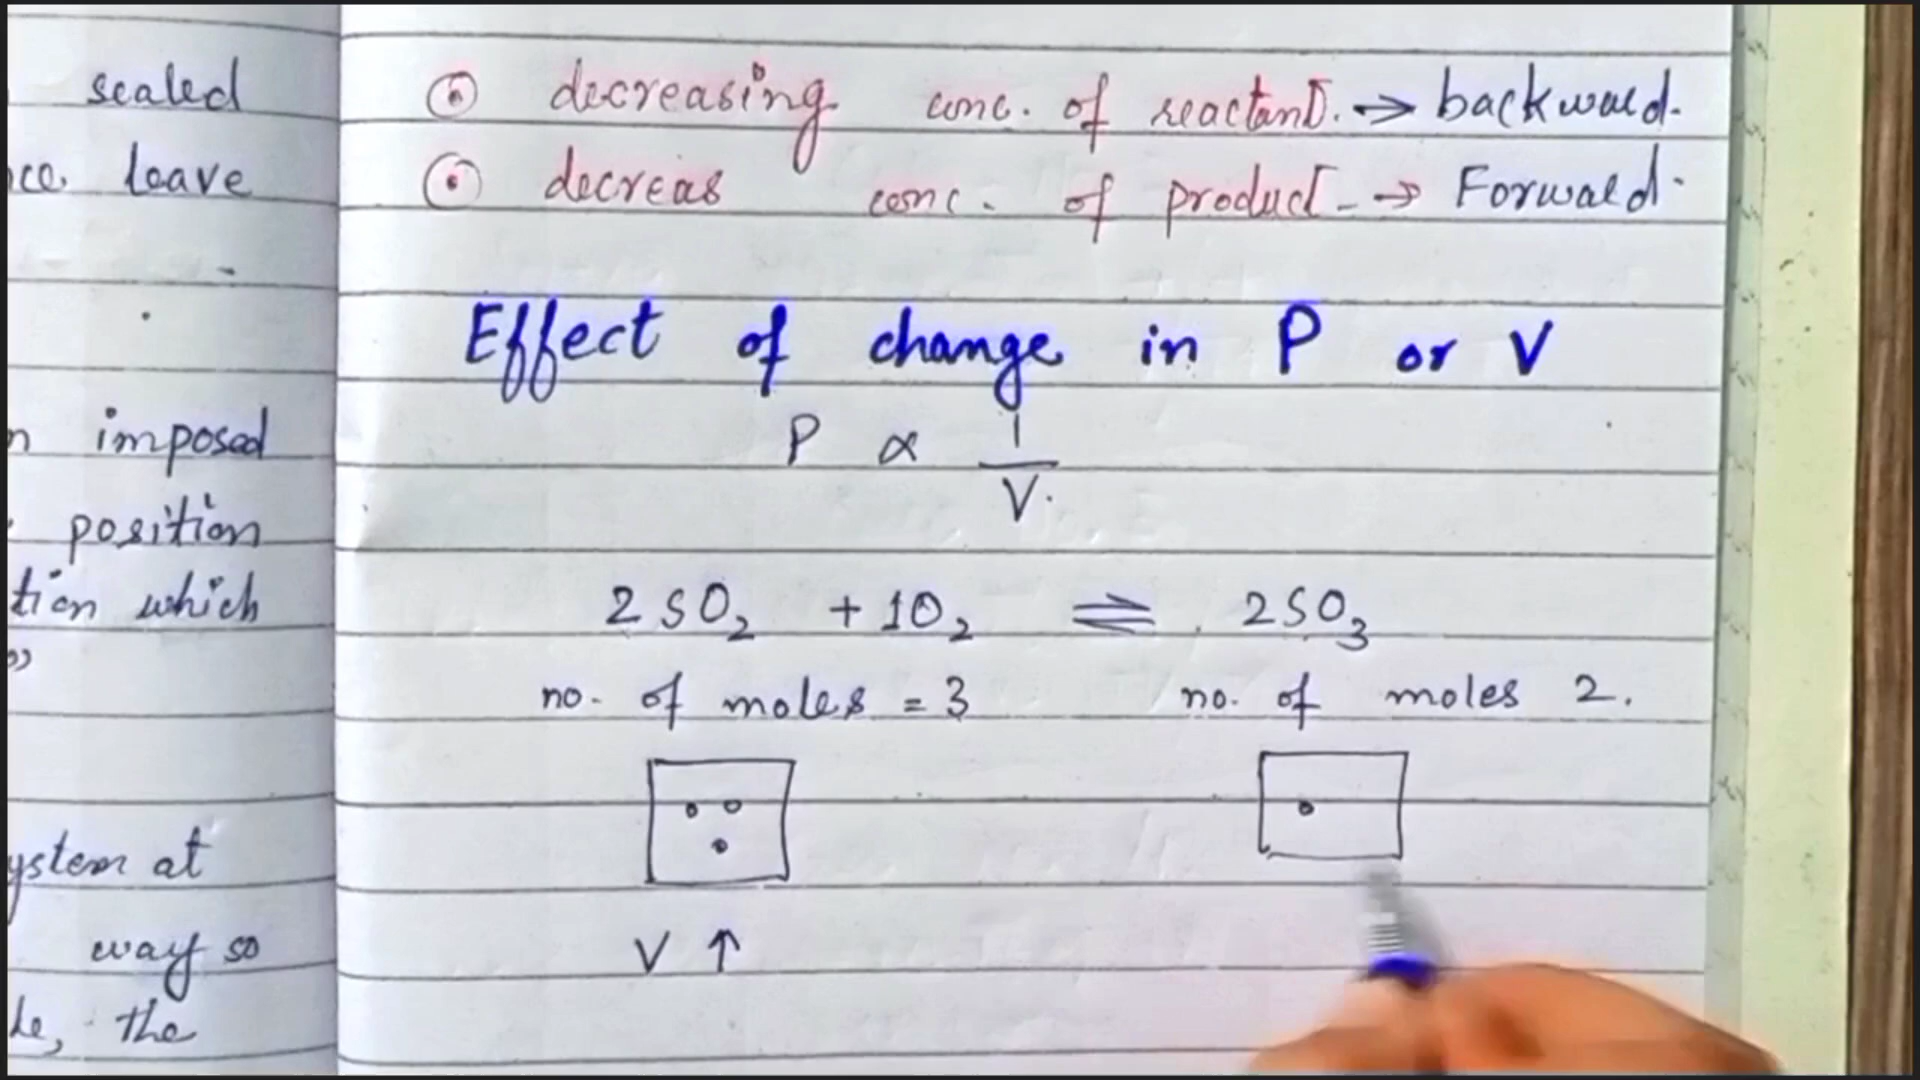 sealed
leave
imposed
position
tion which
ystem at
way so
the
⊙ decreasing conc. of reactant. → backward.
⊙ decreas conc. of product → Forward.
Effect of change in P or V
P ∝ 1/V.
2SO₂ + 1O₂ ⇌ 2SO₃
no. of moles = 3 no. of moles 2.
V ↑